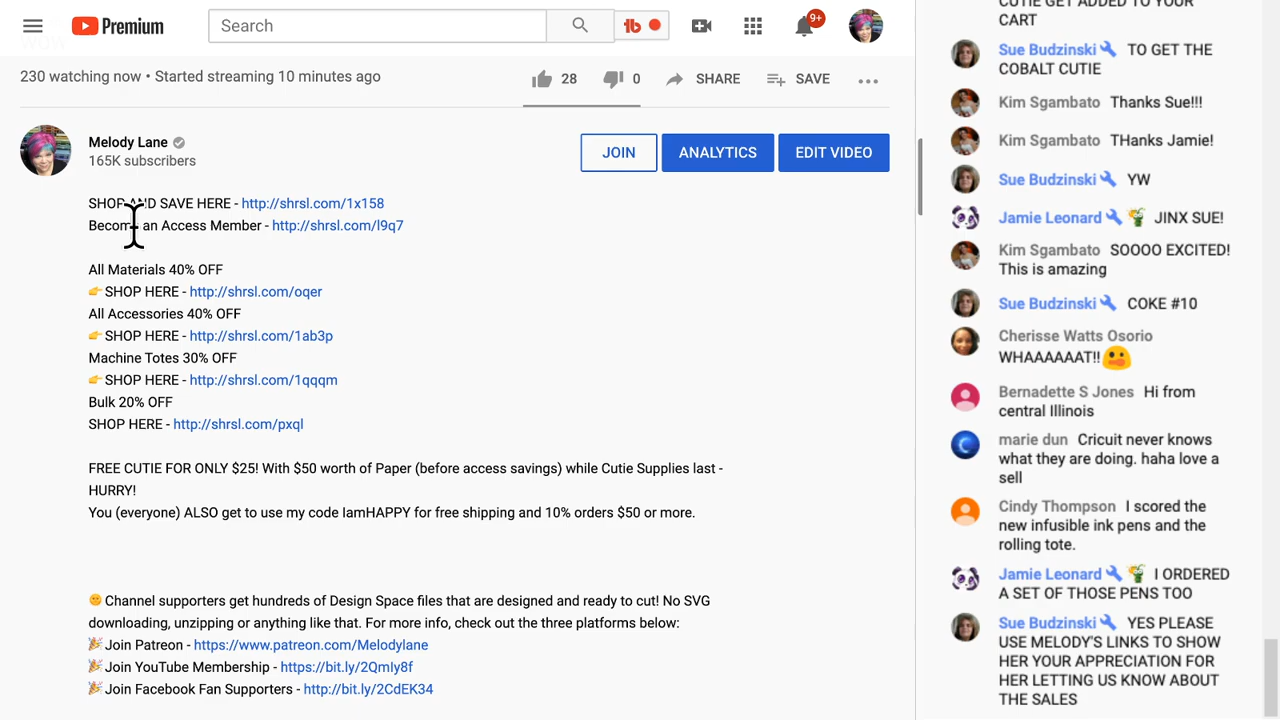 Premium
Search
9+
WOW
230 watching now • Started streaming 10 minutes ago
28
0
SHARE
SAVE
Melody Lane
165K subscribers
JOIN
ANALYTICS
EDIT VIDEO
SHOP AND SAVE HERE - http://shrsl.com/1x158
Become an Access Member - http://shrsl.com/l9q7
All Materials 40% OFF
👉 SHOP HERE - http://shrsl.com/oqer
All Accessories 40% OFF
👉 SHOP HERE - http://shrsl.com/1ab3p
Machine Totes 30% OFF
👉 SHOP HERE - http://shrsl.com/1qqqm
Bulk 20% OFF
SHOP HERE - http://shrsl.com/pxql
FREE CUTIE FOR ONLY $25! With $50 worth of Paper (before access savings) while Cutie Supplies last -
HURRY!
You (everyone) ALSO get to use my code IamHAPPY for free shipping and 10% orders $50 or more.
Channel supporters get hundreds of Design Space files that are designed and ready to cut! No SVG
downloading, unzipping or anything like that. For more info, check out the three platforms below:
🎉 Join Patreon - https://www.patreon.com/Melodylane
🎉 Join YouTube Membership - https://bit.ly/2Qmly8f
🎉 Join Facebook Fan Supporters - http://bit.ly/2CdEK34
CUTIE GET ADDED TO YOUR
CART
Sue Budzinski TO GET THE
COBALT CUTIE
Kim Sgambato Thanks Sue!!!
Kim Sgambato THanks Jamie!
Sue Budzinski YW
Jamie Leonard JINX SUE!
Kim Sgambato SOOOO EXCITED!
This is amazing
Sue Budzinski COKE #10
Cherisse Watts Osorio
WHAAAAAT!!
Bernadette S Jones Hi from
central Illinois
marie dun Cricuit never knows
what they are doing. haha love a
sell
Cindy Thompson I scored the
new infusible ink pens and the
rolling tote.
Jamie Leonard I ORDERED
A SET OF THOSE PENS TOO
Sue Budzinski YES PLEASE
USE MELODY'S LINKS TO SHOW
HER YOUR APPRECIATION FOR
HER LETTING US KNOW ABOUT
THE SALES